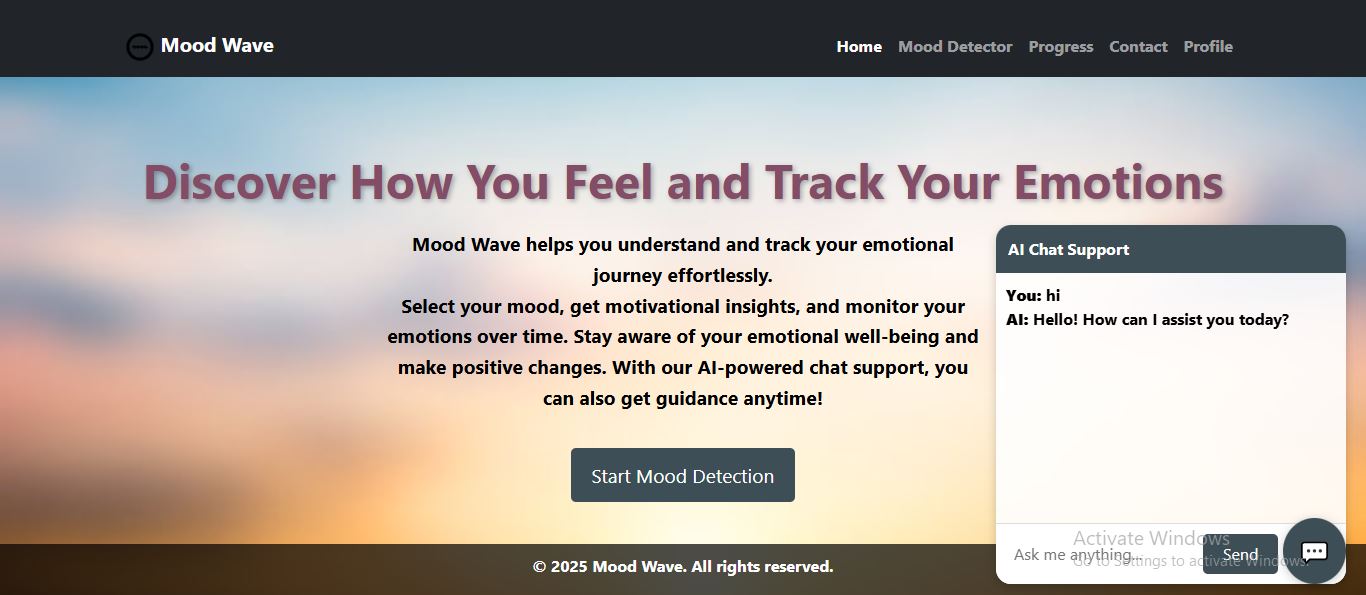 Mood Wave
Home Mood Detector Progress Contact Profile
Discover How You Feel and Track Your Emotions
Mood Wave helps you understand and track your emotional
journey effortlessly.
Select your mood, get motivational insights, and monitor your
emotions over time. Stay aware of your emotional well-being and
make positive changes. With our AI-powered chat support, you
can also get guidance anytime!
Start Mood Detection
AI Chat Support
You: hi
AI: Hello! How can I assist you today?
Ask me anything...
Send
Activate Windows
Go to Settings to activate Windows.
© 2025 Mood Wave. All rights reserved.